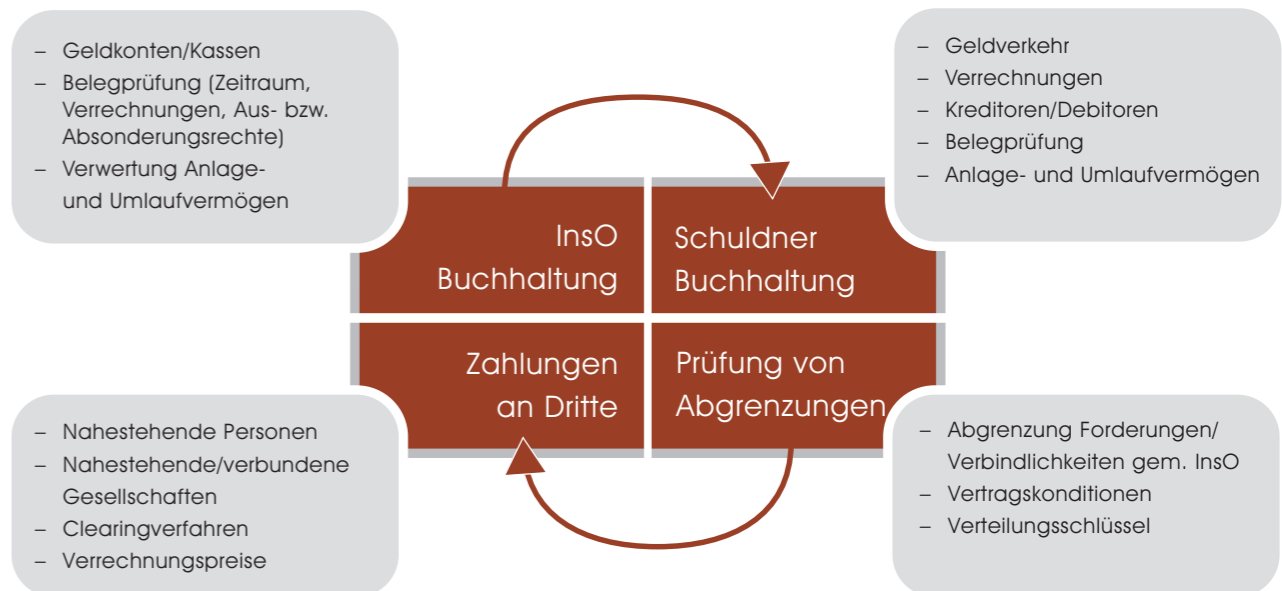 – Geldkonten/Kassen
– Belegprüfung (Zeitraum,
Verrechnungen, Aus- bzw.
Absonderungsrechte)
– Verwertung Anlage-
und Umlaufvermögen
– Geldverkehr
– Verrechnungen
– Kreditoren/Debitoren
– Belegprüfung
– Anlage- und Umlaufvermögen
InsO
Buchhaltung
Schuldner
Buchhaltung
Zahlungen
an Dritte
Prüfung von
Abgrenzungen
– Nahestehende Personen
– Nahestehende/verbundene
Gesellschaften
– Clearingverfahren
– Verrechnungspreise
– Abgrenzung Forderungen/
Verbindlichkeiten gem. InsO
– Vertragskonditionen
– Verteilungsschlüssel